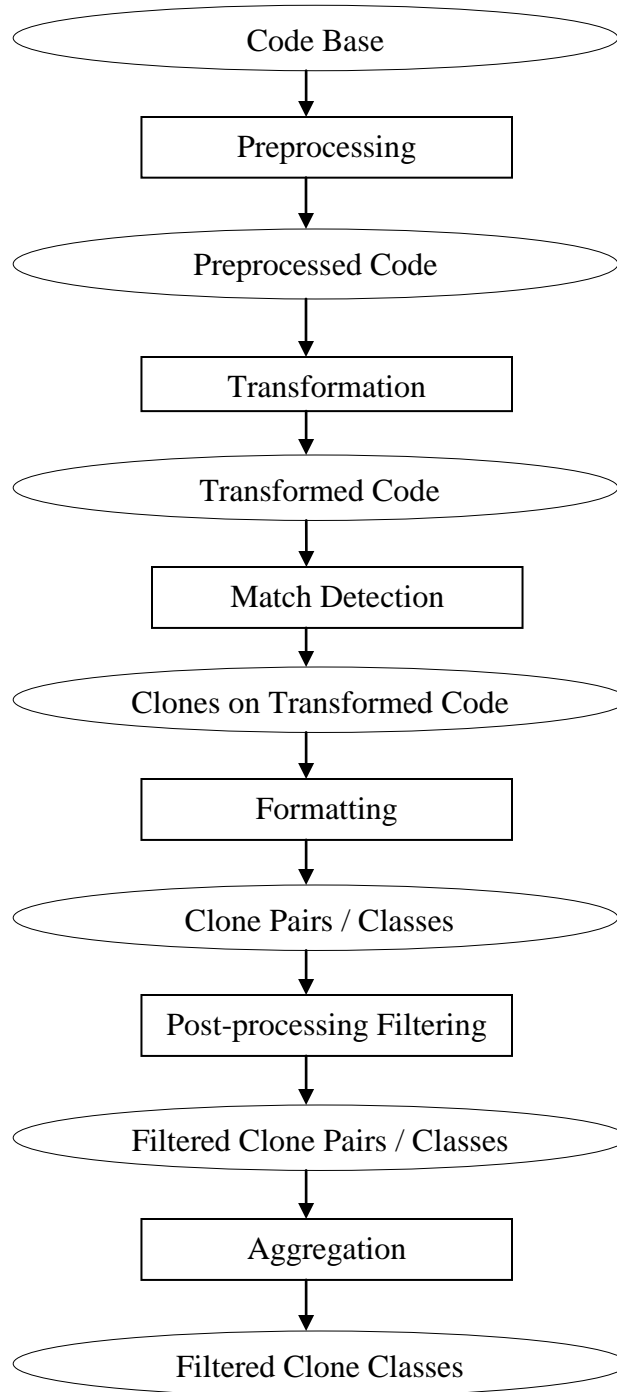 Code Base
Preprocessing
Preprocessed Code
Transformation
Transformed Code
Match Detection
Clones on Transformed Code
Formatting
Clone Pairs / Classes
Post-processing Filtering
Filtered Clone Pairs / Classes
Aggregation
Filtered Clone Classes